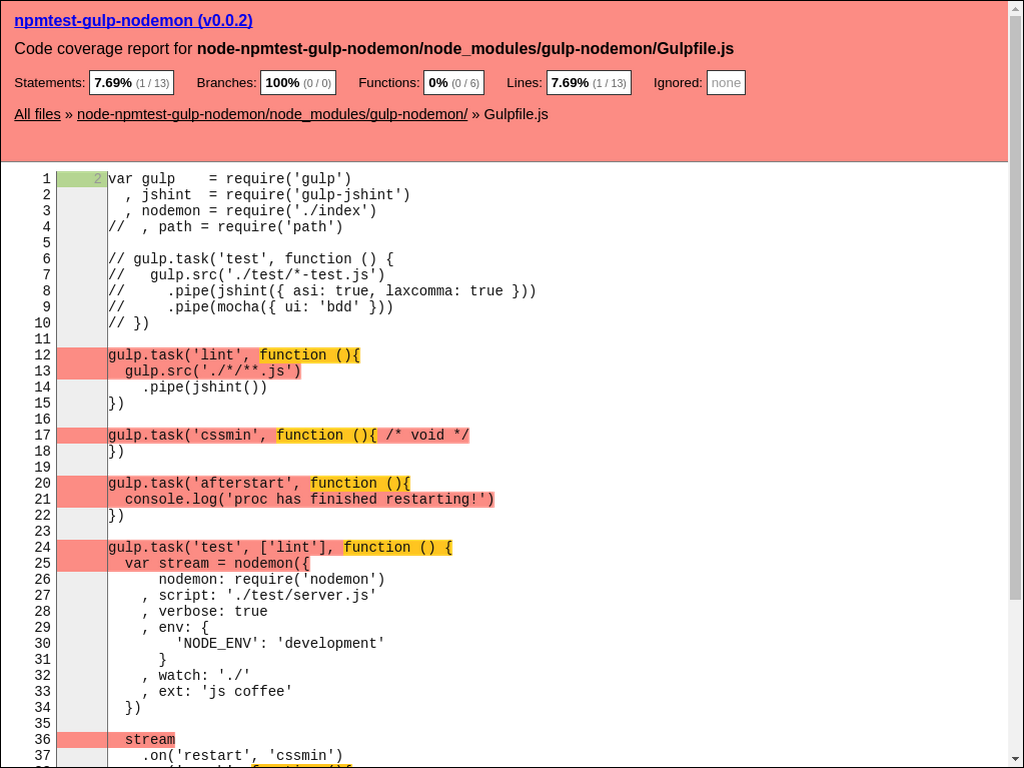 npmtest-gulp-nodemon (v0.0.2)
Code coverage report for node-npmtest-gulp-nodemon/node_modules/gulp-nodemon/Gulpfile.js
Statements: 7.69% (1 / 13) Branches: 100% (0 / 0) Functions: 0% (0 / 6) Lines: 7.69% (1 / 13) Ignored: none
All files » node-npmtest-gulp-nodemon/node_modules/gulp-nodemon/ » Gulpfile.js
1 2 var gulp    = require('gulp')
2   , jshint  = require('gulp-jshint')
3   , nodemon = require('./index')
4 //  , path = require('path')
5
6 // gulp.task('test', function () {
7 //   gulp.src('./test/*-test.js')
8 //     .pipe(jshint({ asi: true, laxcomma: true }))
9 //     .pipe(mocha({ ui: 'bdd' }))
10 // })
11
12 gulp.task('lint', function (){
13   gulp.src('./*/**.js')
14     .pipe(jshint())
15 })
16
17 gulp.task('cssmin', function (){ /* void */
18 })
19
20 gulp.task('afterstart', function (){
21   console.log('proc has finished restarting!')
22 })
23
24 gulp.task('test', ['lint'], function () {
25   var stream = nodemon({
26       nodemon: require('nodemon')
27     , script: './test/server.js'
28     , verbose: true
29     , env: {
30         'NODE_ENV': 'development'
31       }
32     , watch: './'
33     , ext: 'js coffee'
34   })
35
36   stream
37     .on('restart', 'cssmin')